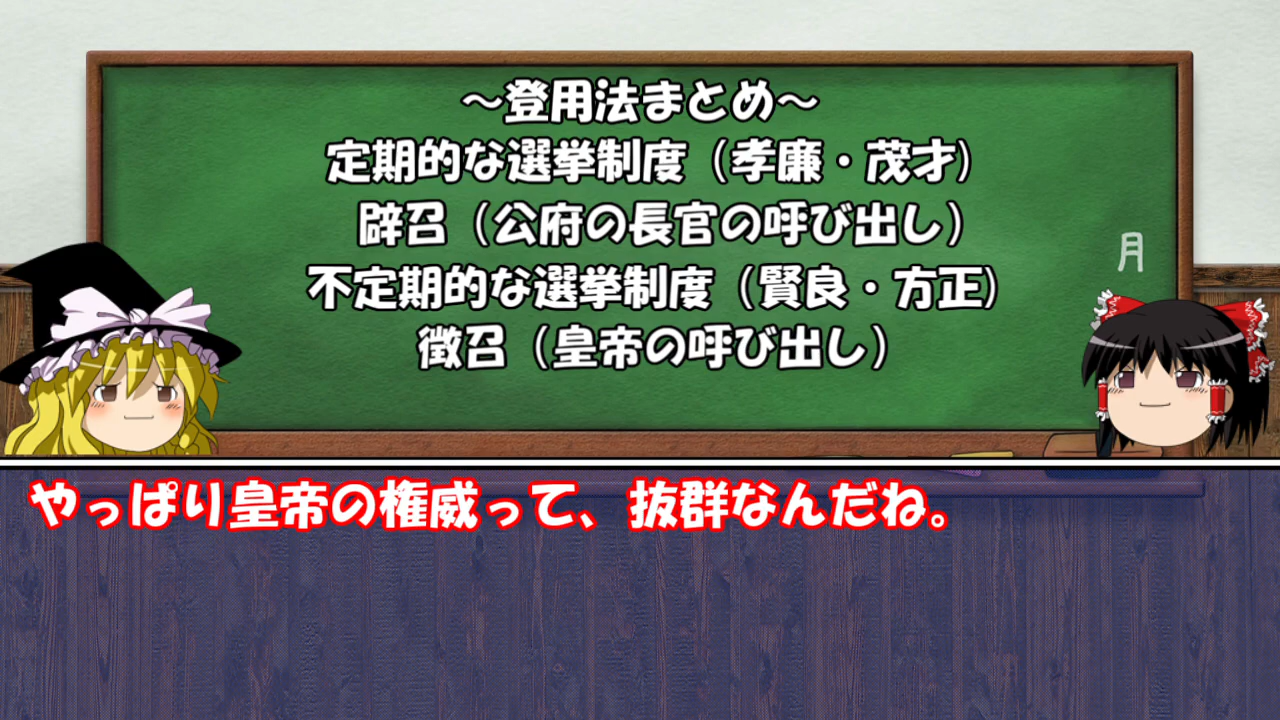 ～登用法まとめ～
定期的な選挙制度（孝廉・茂才）
辟召（公府の長官の呼び出し）
不定期的な選挙制度（賢良・方正）
徴召（皇帝の呼び出し）
月
やっぱり皇帝の権威って、抜群なんだね。